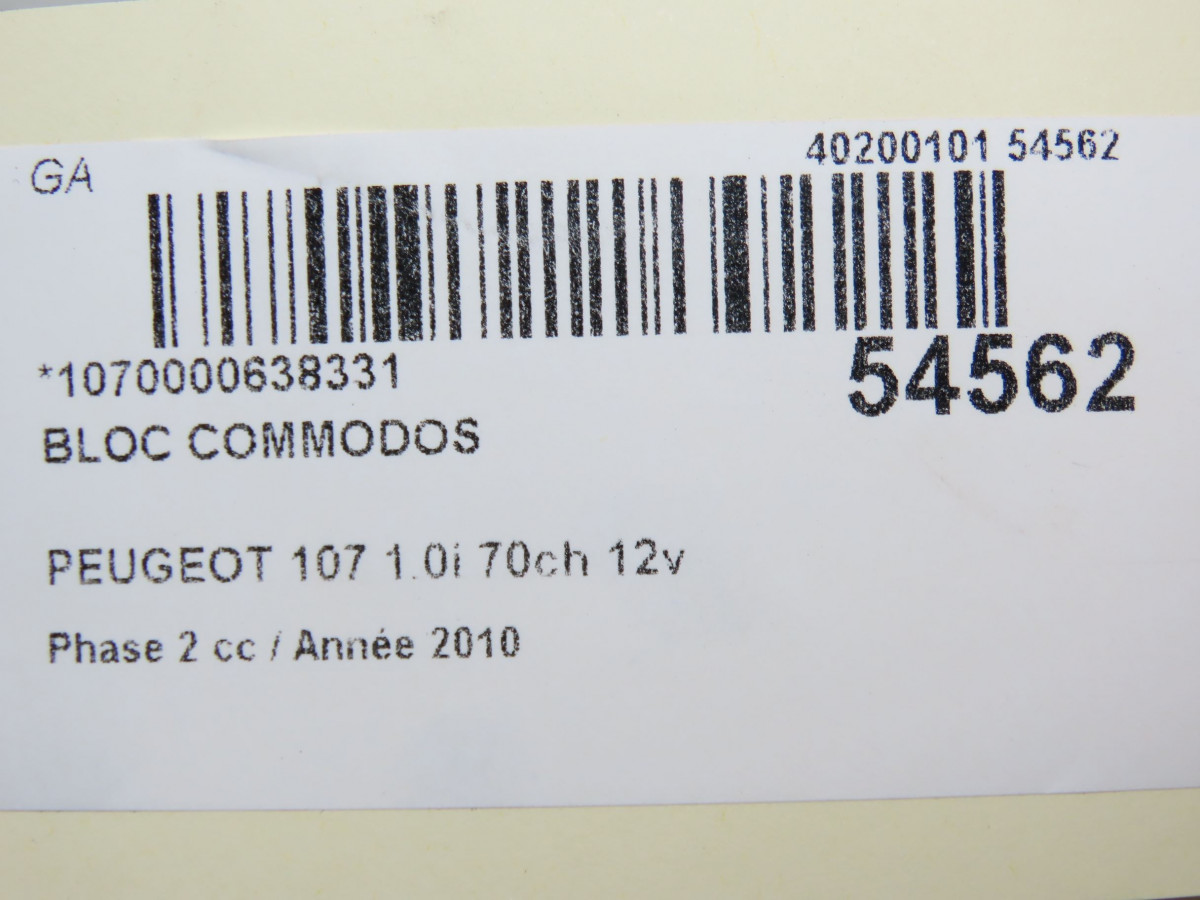 GA
40200101 54562
*1070000638331
54562
BLOC COMMODOS
PEUGEOT 107 1.0i 70ch 12v
Phase 2 cc / Année 2010